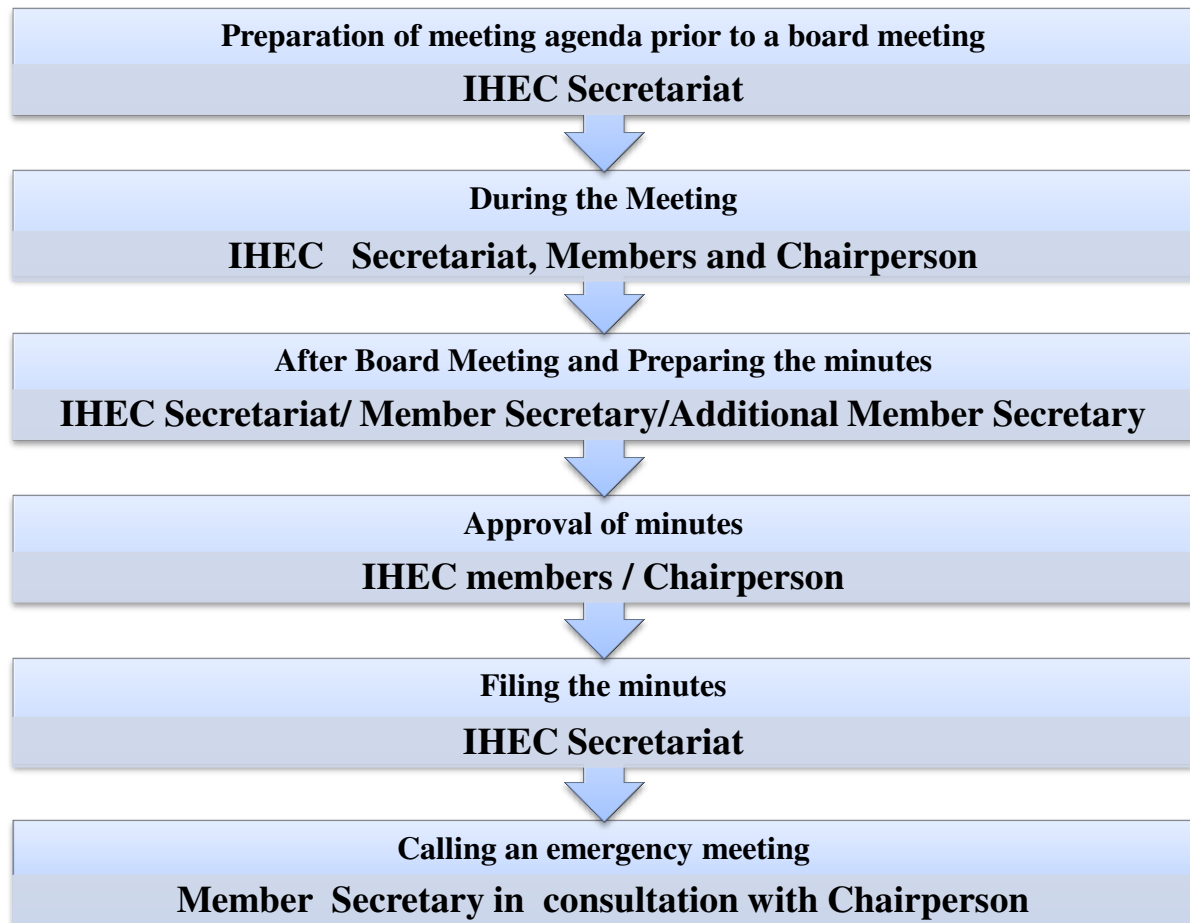 Preparation of meeting agenda prior to a board meeting
IHEC Secretariat
During the Meeting
IHEC Secretariat, Members and Chairperson
After Board Meeting and Preparing the minutes
IHEC Secretariat/ Member Secretary/Additional Member Secretary
Approval of minutes
IHEC members / Chairperson
Filing the minutes
IHEC Secretariat
Calling an emergency meeting
Member Secretary in consultation with Chairperson